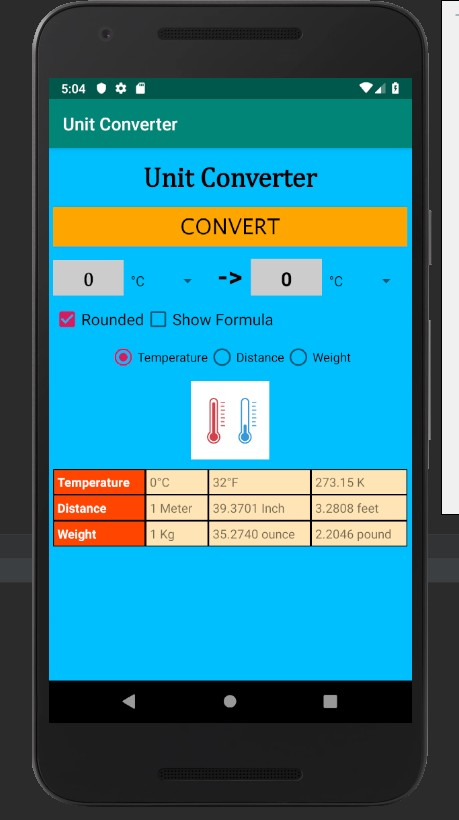 5:04
Unit Converter
Unit Converter
CONVERT
0 °C -> 0 °C
Rounded Show Formula
Temperature Distance Weight
Temperature 0°C 32°F 273.15 K
Distance 1 Meter 39.3701 Inch 3.2808 feet
Weight 1 Kg 35.2740 ounce 2.2046 pound